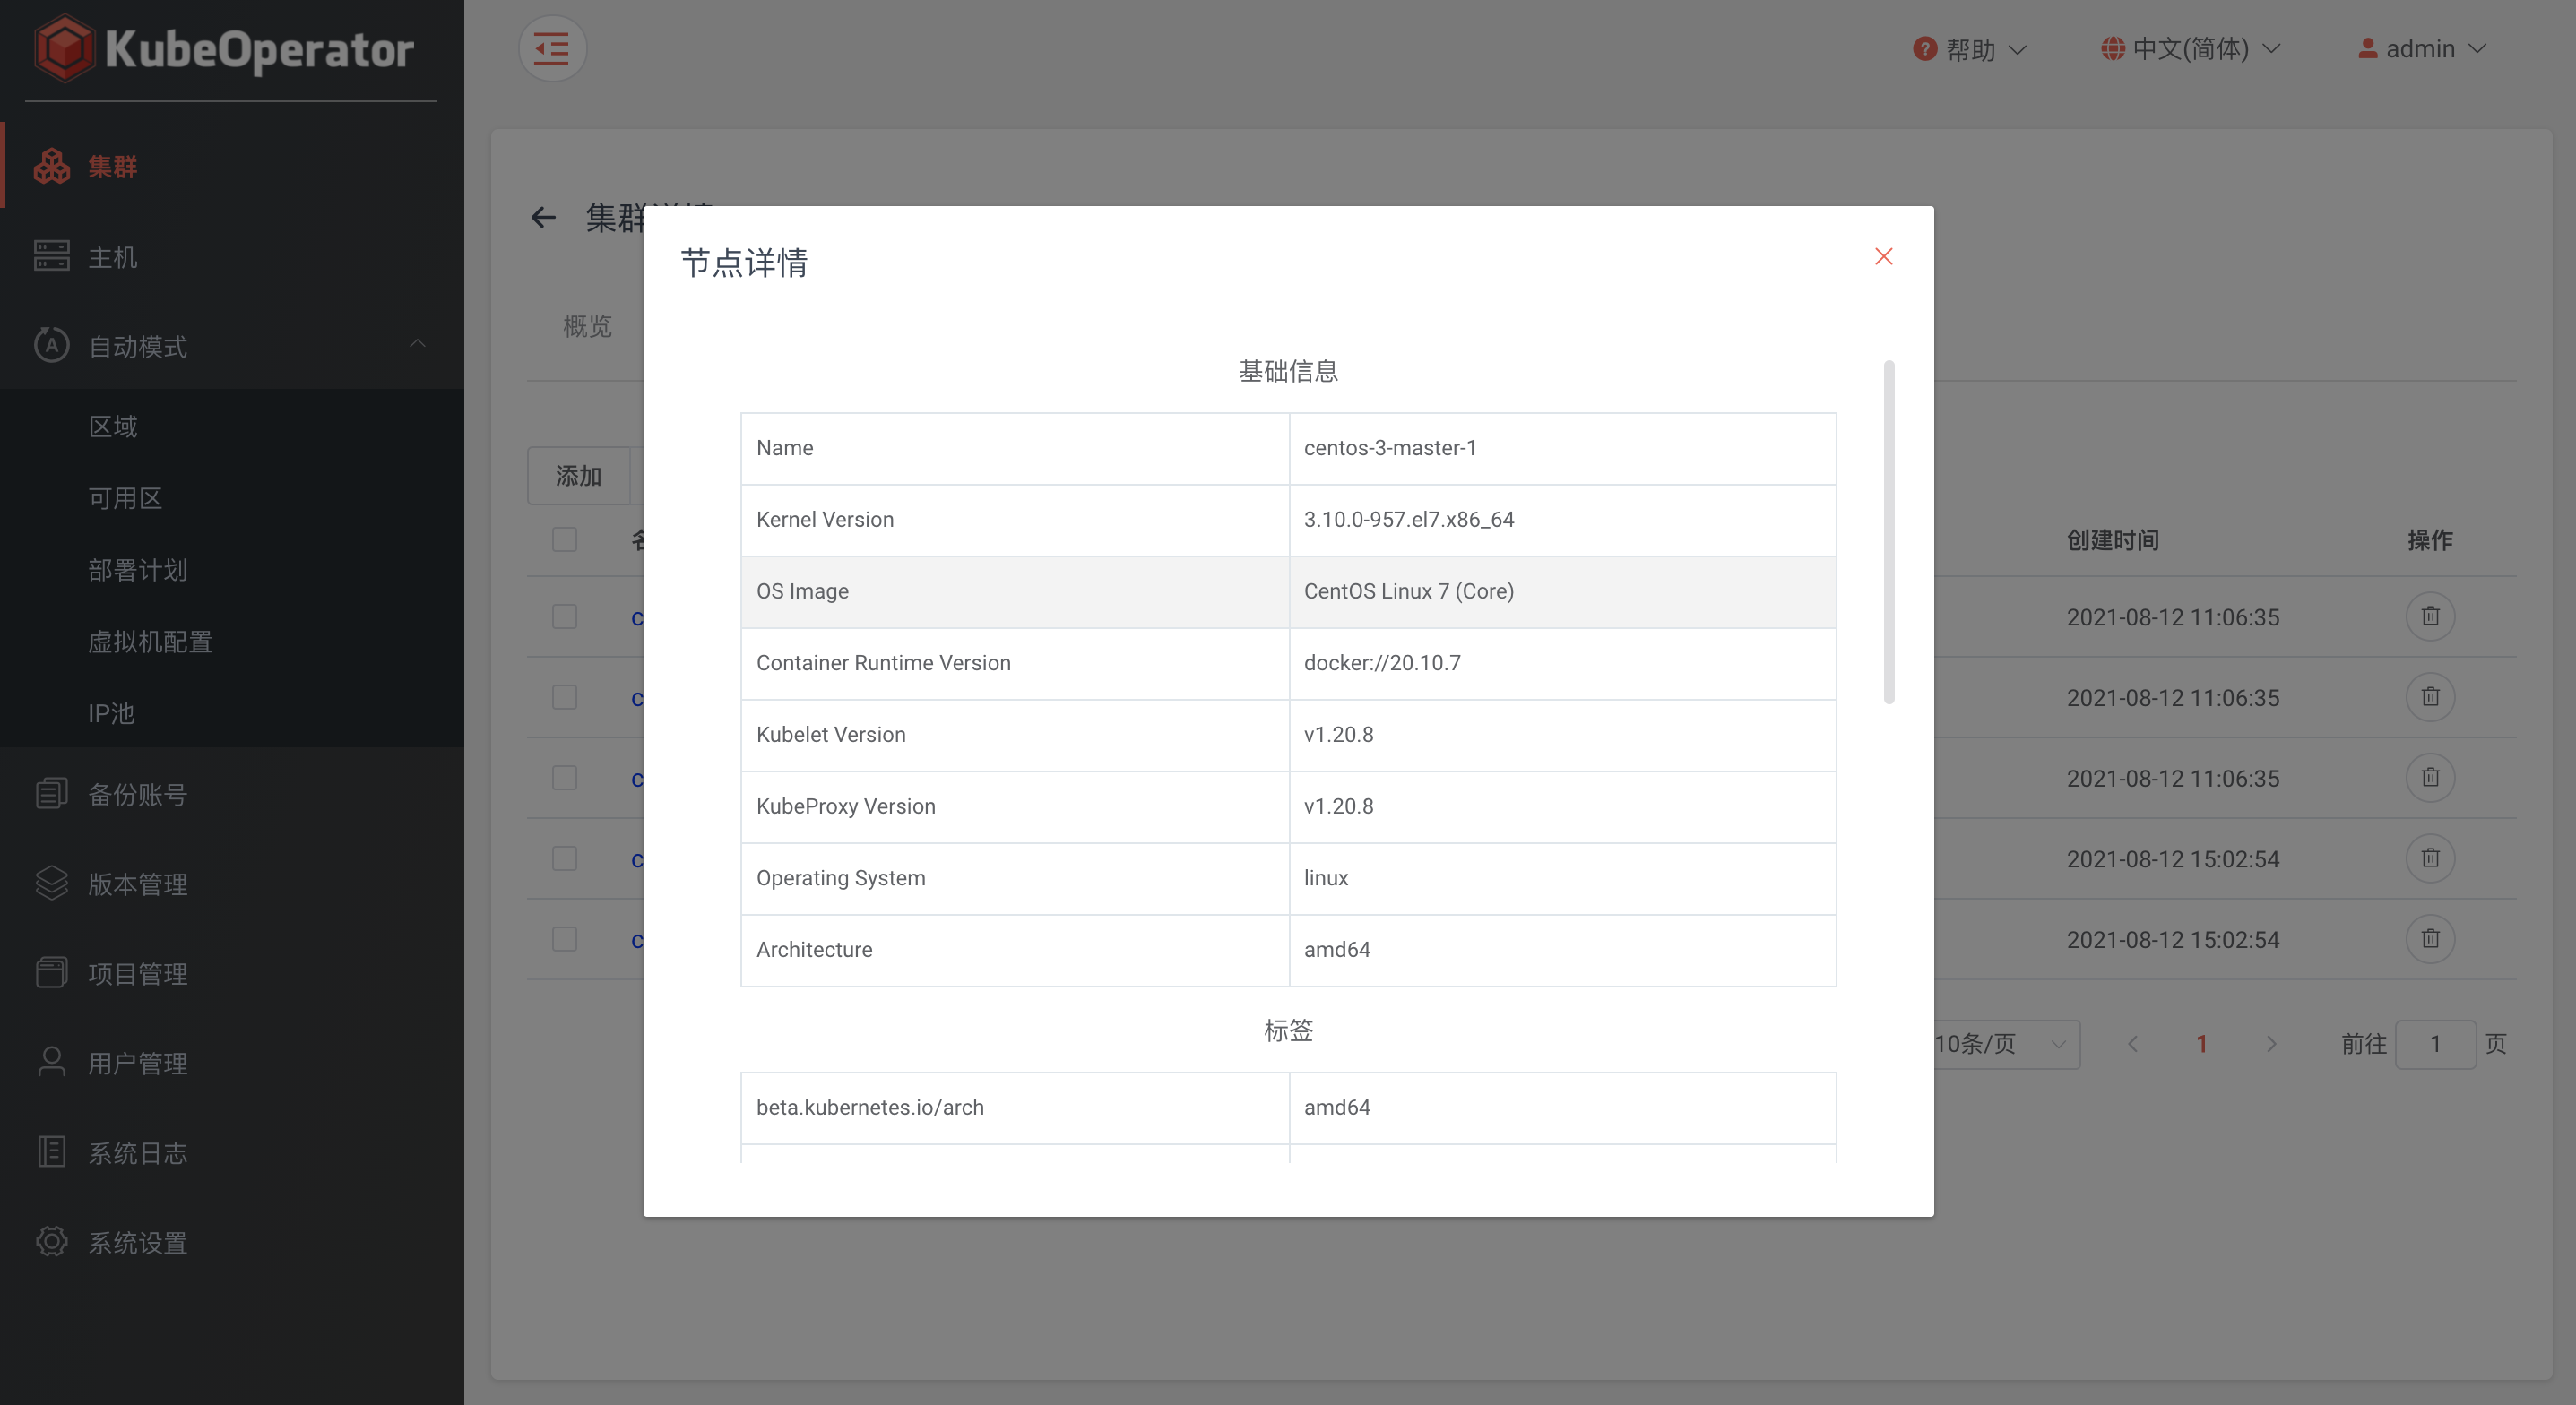 KubeOperator
帮助
中文(简体)
admin
集群
主机
自动模式
区域
可用区
部署计划
虚拟机配置
IP池
备份账号
版本管理
项目管理
用户管理
系统日志
系统设置
集群
概览
添加
创建时间 操作
2021-08-12 11:06:35
2021-08-12 11:06:35
2021-08-12 11:06:35
2021-08-12 15:02:54
2021-08-12 15:02:54
10条/页 1 前往 1 页
节点详情
基础信息
Name centos-3-master-1
Kernel Version 3.10.0-957.el7.x86_64
OS Image CentOS Linux 7 (Core)
Container Runtime Version docker://20.10.7
Kubelet Version v1.20.8
KubeProxy Version v1.20.8
Operating System linux
Architecture amd64
标签
beta.kubernetes.io/arch amd64